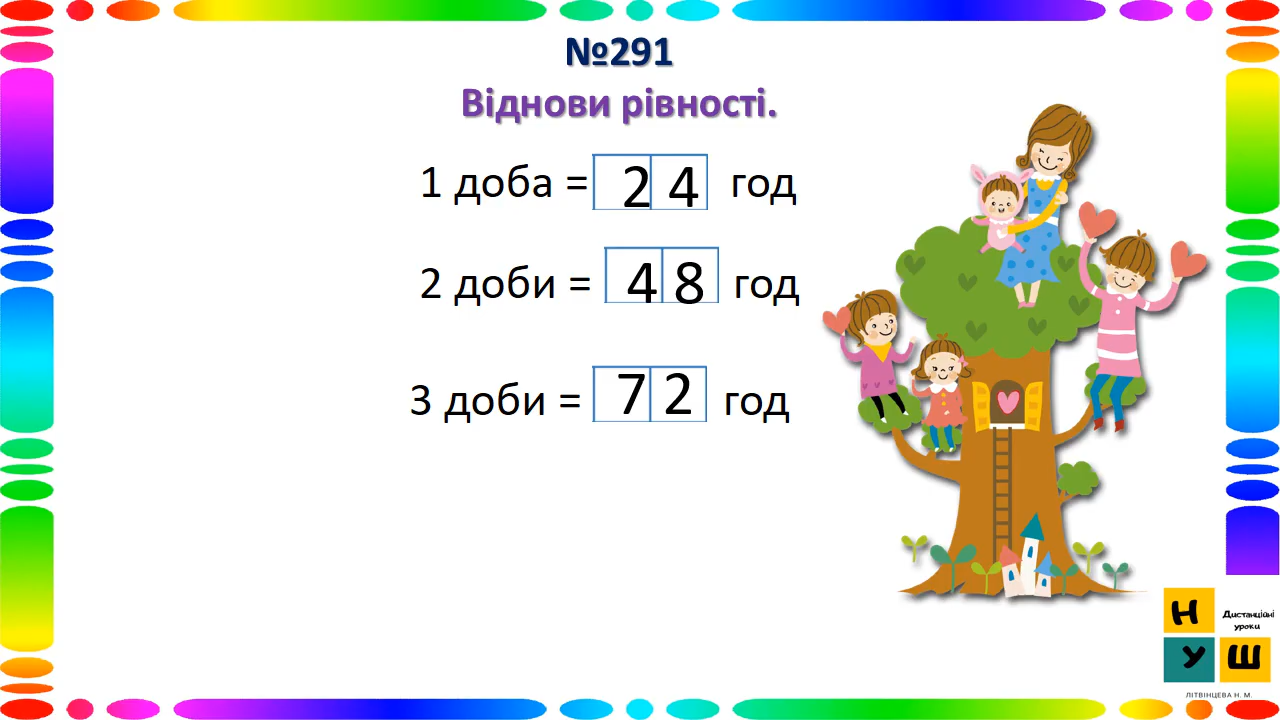 №291
Віднови рівності.
1 доба = 24 год
2 доби = 48 год
3 доби = 72 год
Н
Дистанційні
уроки
У Ш
ЛІТВІНЦЕВА Н. М.